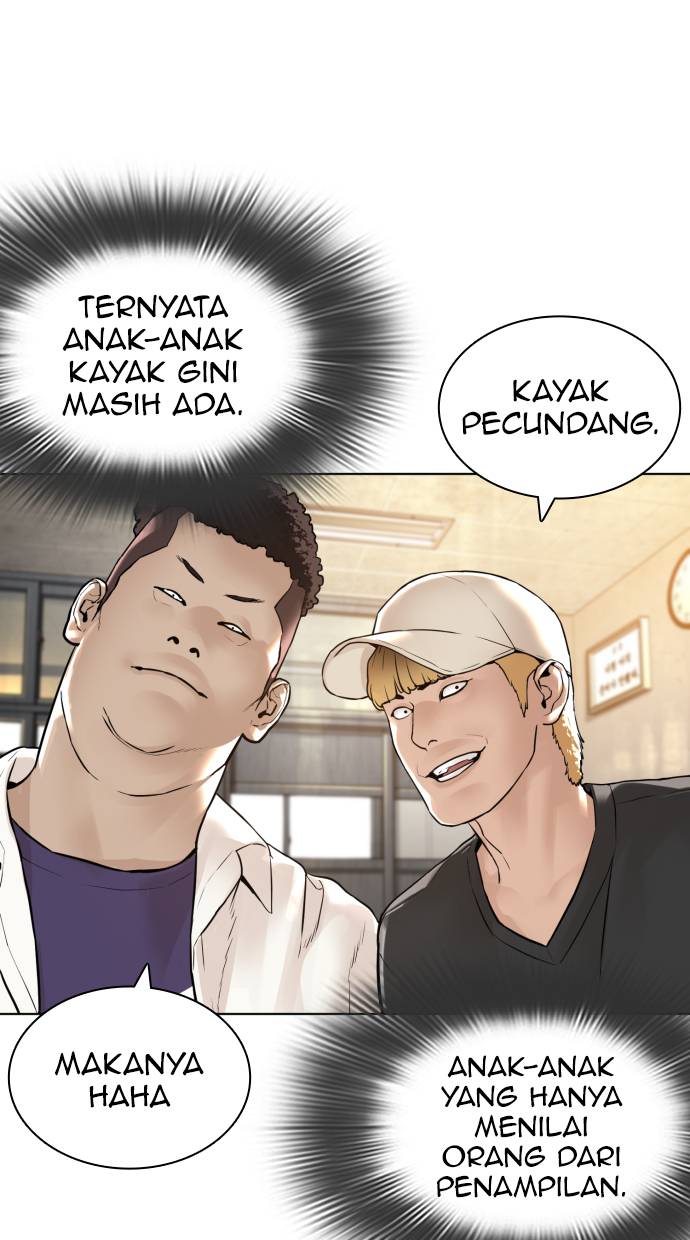 TERNYATA
ANAK-ANAK
KAYAK GINI
MASIH ADA.
KAYAK
PECUNDANG.
MAKANYA
HAHA
ANAK-ANAK
YANG HANYA
MENILAI
ORANG DARI
PENAMPILAN.